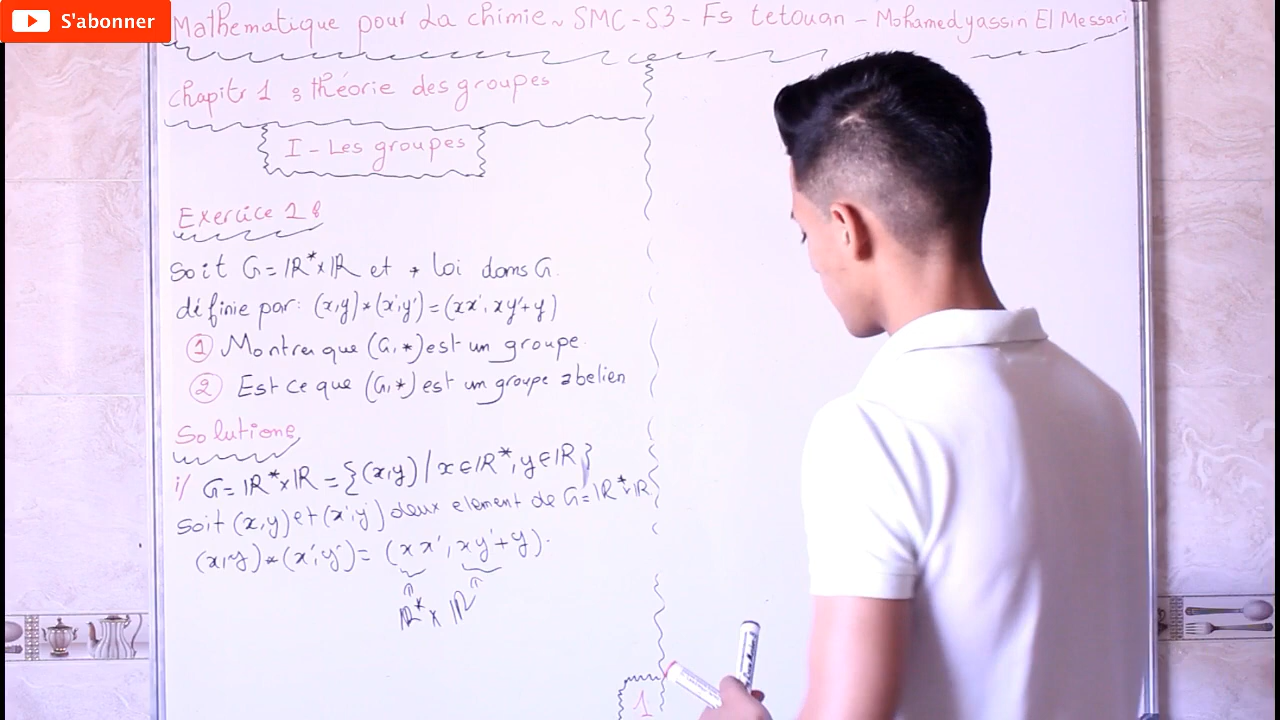 S'abonner
Mathematique pour La chimie ~ SMC - S3 - Fs tetouan - Mohamedyassin El Messari
chapitr 1 : théorie des groupes
I - Les groupes
Exercice 1 :
Soit G = IR* x IR et * loi dans G.
définie par : (x,y) * (x',y') = (xx', xy'+y)
① Montrer que (G,*) est un groupe.
② Est ce que (G,*) est un groupe abelien
Solutions
1/ G = IR* x IR = {(x,y) / x ∈ IR*, y ∈ IR}
Soit (x,y) et (x',y') deux element de G = IR* x IR
(x,y) * (x',y') = (xx', xy'+y).
IR* x IR
1